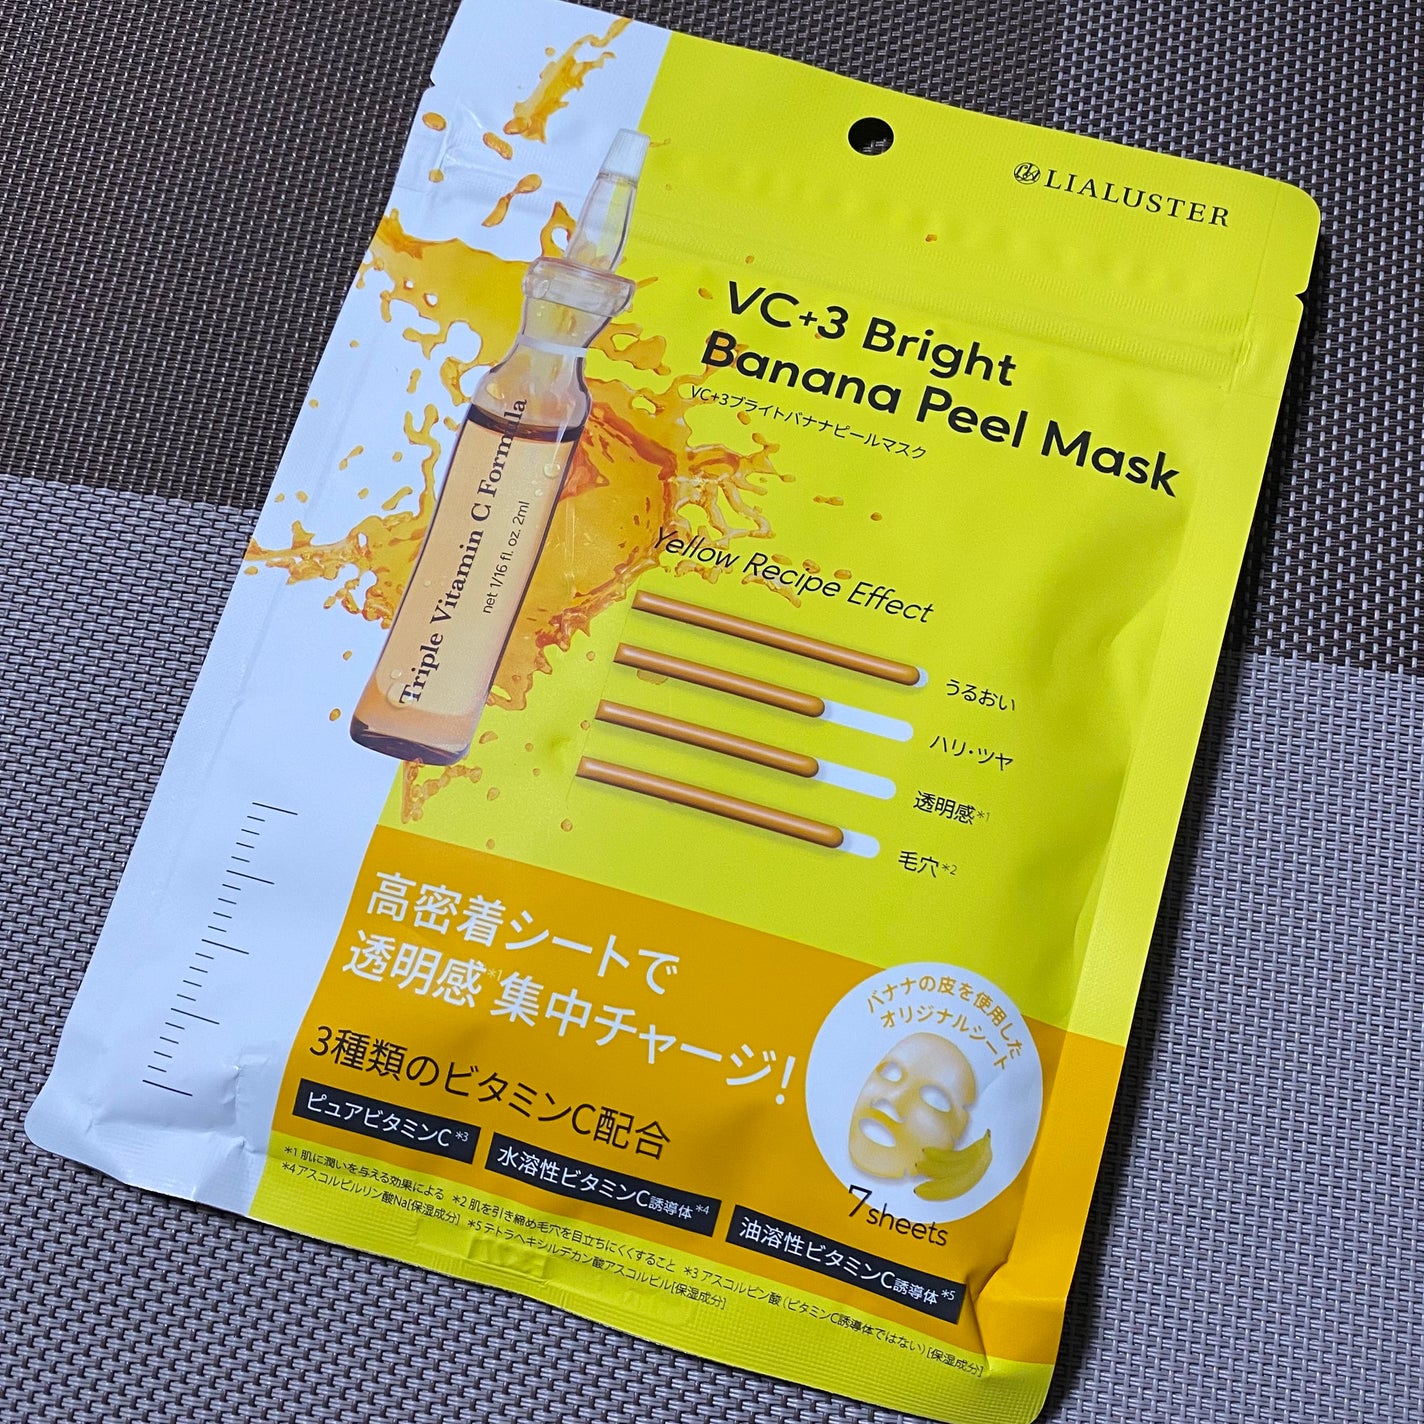 LIALUSTER
VC+3 Bright
Banana Peel Mask
VC+3ブライトバナナピールマスク
Triple Vitamin C Formula
net 1/16 fl. oz. 2ml
Yellow Recipe Effect
うるおい
ハリ・ツヤ
透明感*1
毛穴*2
高密着シートで
透明感*1集中チャージ!
3種類のビタミンC配合
ピュアビタミンC*3
水溶性ビタミンC誘導体*4
油溶性ビタミンC誘導体*5
バナナの皮を使用した
オリジナルシート
7sheets
*1 肌に潤いを与える効果による *2 肌を引き締め毛穴を目立ちにくくすること *3 アスコルビン酸(ビタミンC誘導体ではない)[保湿成分]
*4 アスコルビルリン酸Na[保湿成分] *5 テトラヘキシルデカン酸アスコルビル[保湿成分]